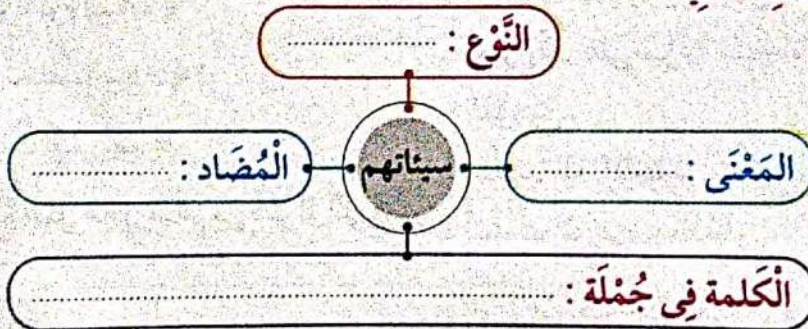 النَّوْع : ..................
المَعْنَى : ..................
سيئاتهم
الْمُضَاد : ..................
الْكَلمة فِى جُمْلَة : ..................................................